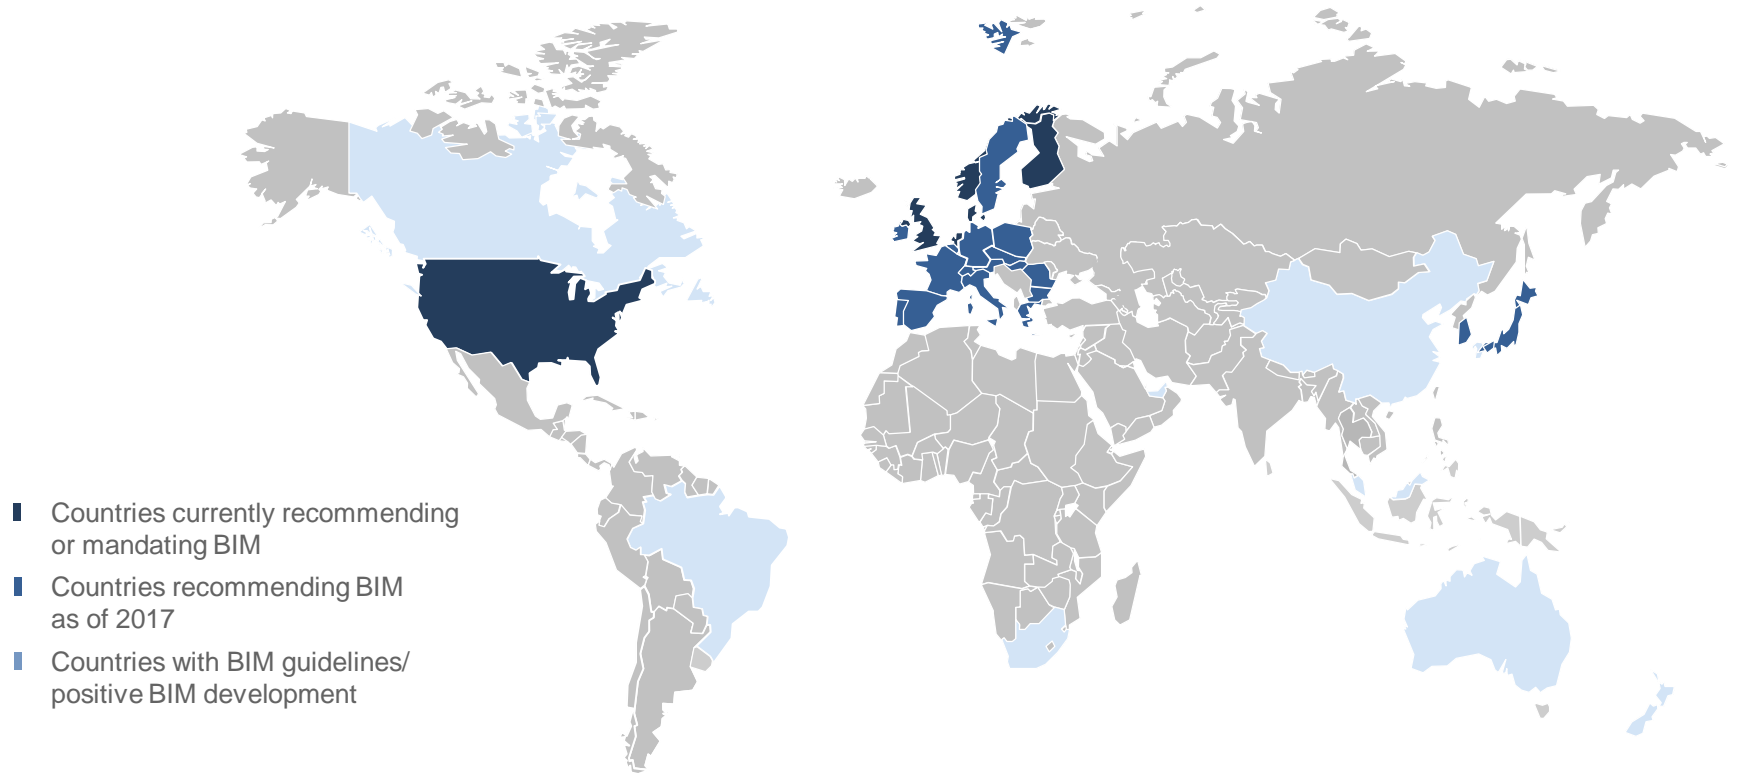 Countries currently recommending
or mandating BIM
Countries recommending BIM
as of 2017
Countries with BIM guidelines/
positive BIM development